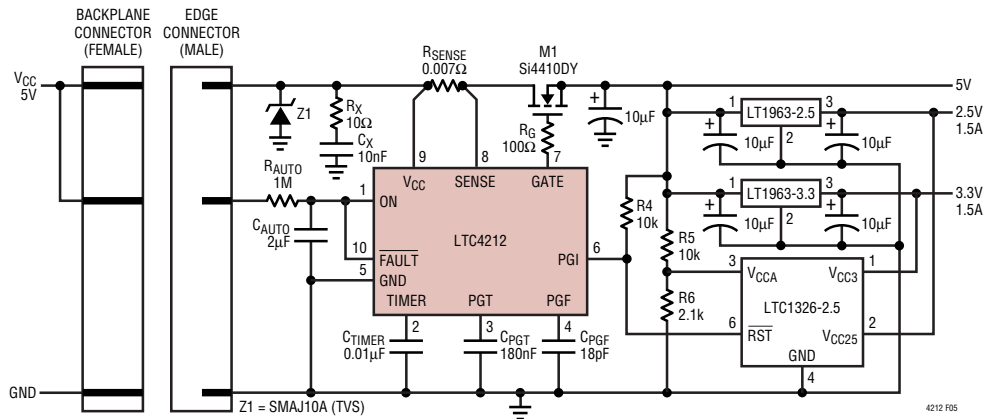 BACKPLANE
CONNECTOR
(FEMALE)
EDGE
CONNECTOR
(MALE)
VCC
5V
GND
Z1
RX
10Ω
CX
10nF
RSENSE
0.007Ω
M1
Si4410DY
RG
100Ω
+
10µF
5V
RAUTO
1M
CAUTO
2µF
9
8
7
VCC
SENSE
GATE
1
ON
LTC4212
10
FAULT
5
GND
PGI
6
TIMER
PGT
PGF
2
3
4
CTIMER
0.01µF
CPGT
180nF
CPGF
18pF
R4
10k
R5
10k
R6
2.1k
+
10µF
1
LT1963-2.5
3
2
+
10µF
2.5V
1.5A
+
10µF
1
LT1963-3.3
3
2
+
10µF
3.3V
1.5A
3
VCCA
VCC3
1
LTC1326-2.5
6
RST
VCC25
2
GND
4
Z1 = SMAJ10A (TVS)
4212 F05